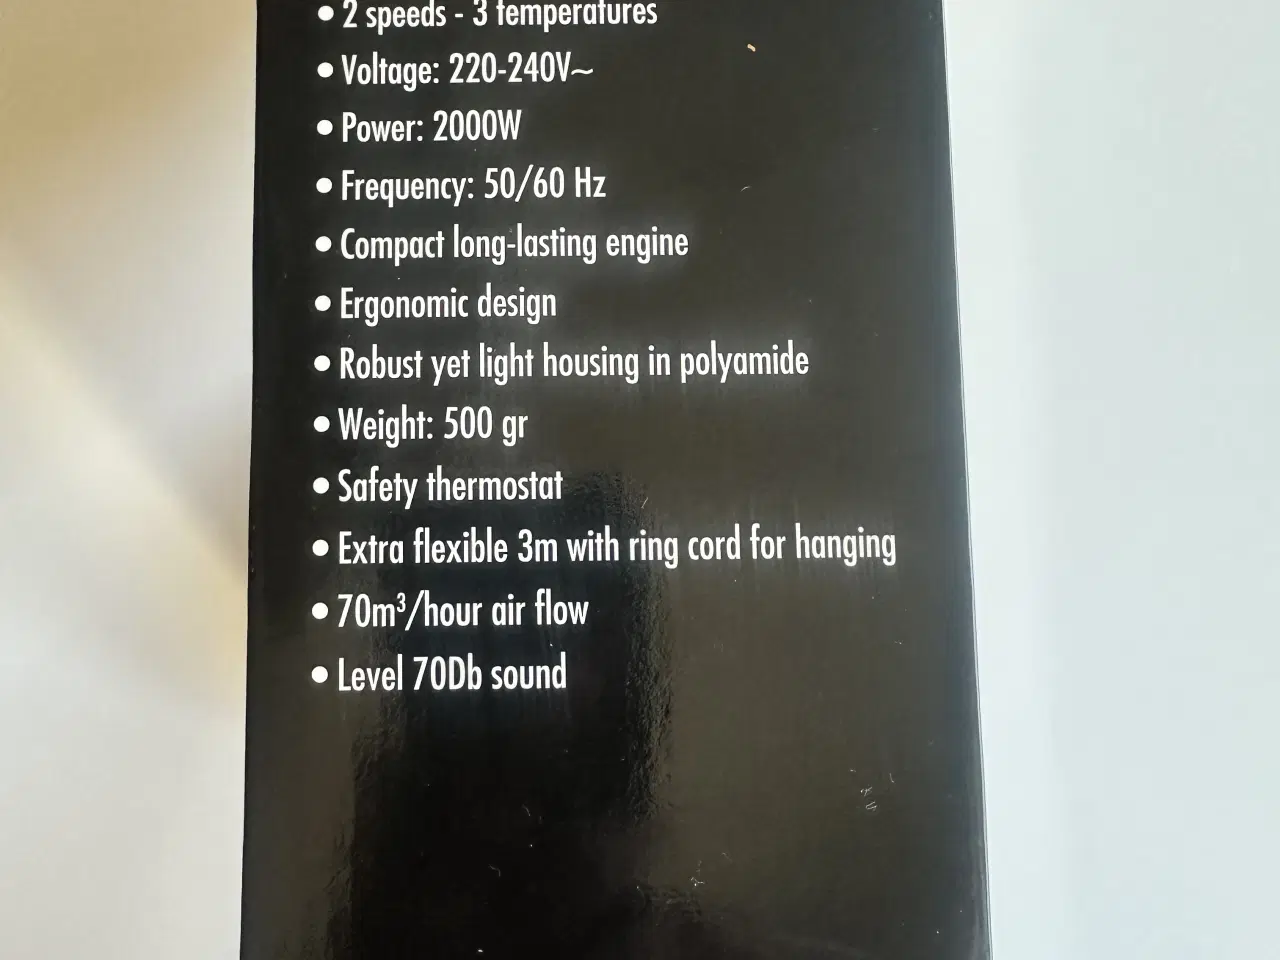 • 2 speeds - 3 temperatures
• Voltage: 220-240V~
• Power: 2000W
• Frequency: 50/60 Hz
• Compact long-lasting engine
• Ergonomic design
• Robust yet light housing in polyamide
• Weight: 500 gr
• Safety thermostat
• Extra flexible 3m with ring cord for hanging
• 70m³/hour air flow
• Level 70Db sound